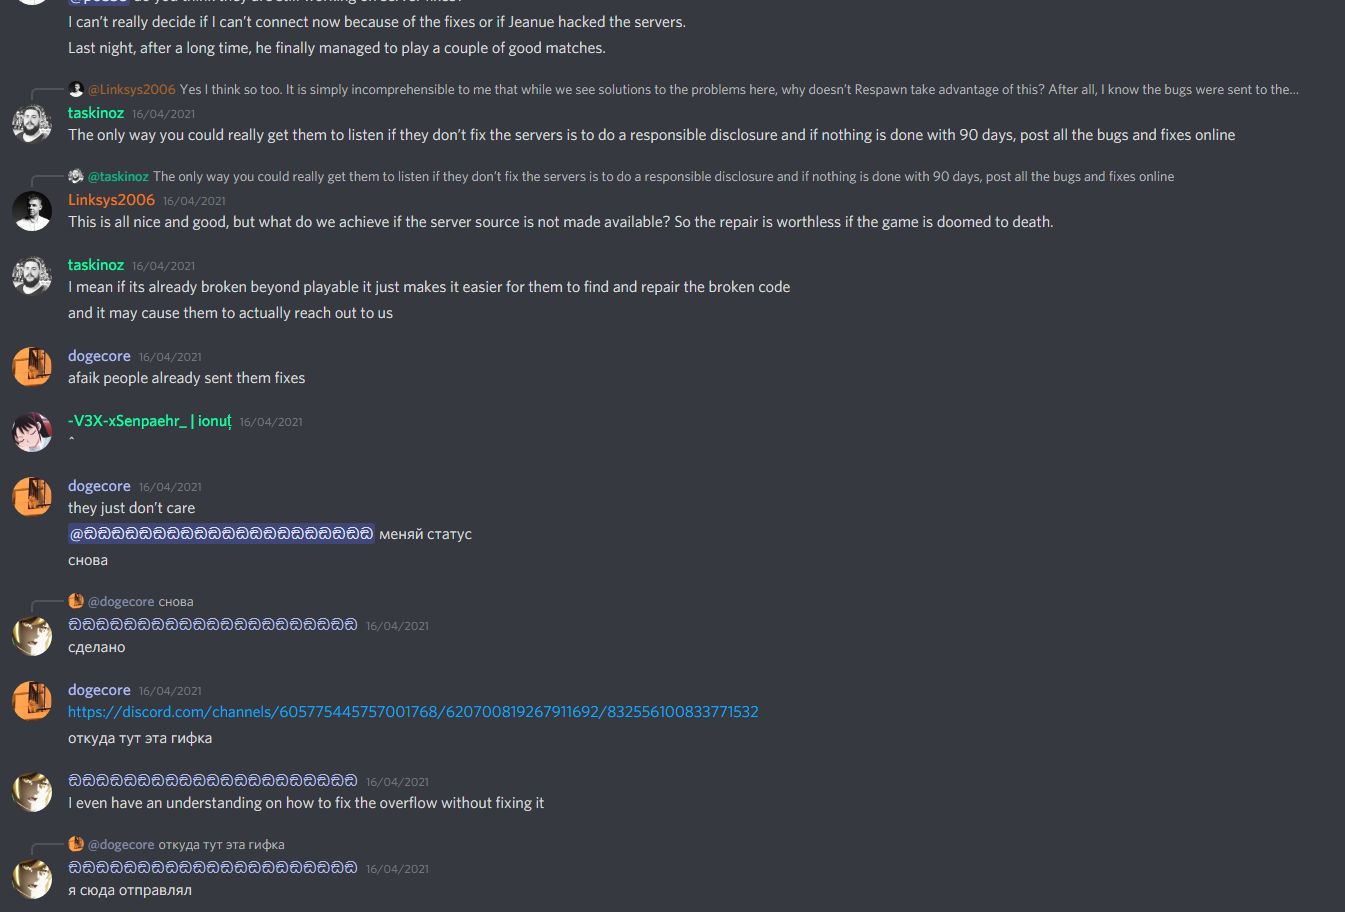 do you think they are still working on server fixes?
I can't really decide if I can't connect now because of the fixes or if Jeanue hacked the servers.
Last night, after a long time, he finally managed to play a couple of good matches.
@Linksys2006 Yes I think so too. It is simply incomprehensible to me that while we see solutions to the problems here, why doesn't Respawn take advantage of this? After all, I know the bugs were sent to the...
taskinoz 16/04/2021
The only way you could really get them to listen if they don't fix the servers is to do a responsible disclosure and if nothing is done with 90 days, post all the bugs and fixes online
@taskinoz The only way you could really get them to listen if they don't fix the servers is to do a responsible disclosure and if nothing is done with 90 days, post all the bugs and fixes online
Linksys2006 16/04/2021
This is all nice and good, but what do we achieve if the server source is not made available? So the repair is worthless if the game is doomed to death.
taskinoz 16/04/2021
I mean if its already broken beyond playable it just makes it easier for them to find and repair the broken code
and it may cause them to actually reach out to us
dogecore 16/04/2021
afaik people already sent them fixes
-V3X-xSenpaehr_ | ionuț 16/04/2021
^
dogecore 16/04/2021
they just don't care
меняй статус
снова
@dogecore снова
16/04/2021
сделано
dogecore 16/04/2021
https://discord.com/channels/605775445757001768/620700819267911692/832556100833771532
откуда тут эта гифка
16/04/2021
I even have an understanding on how to fix the overflow without fixing it
@dogecore откуда тут эта гифка
16/04/2021
я сюда отправлял